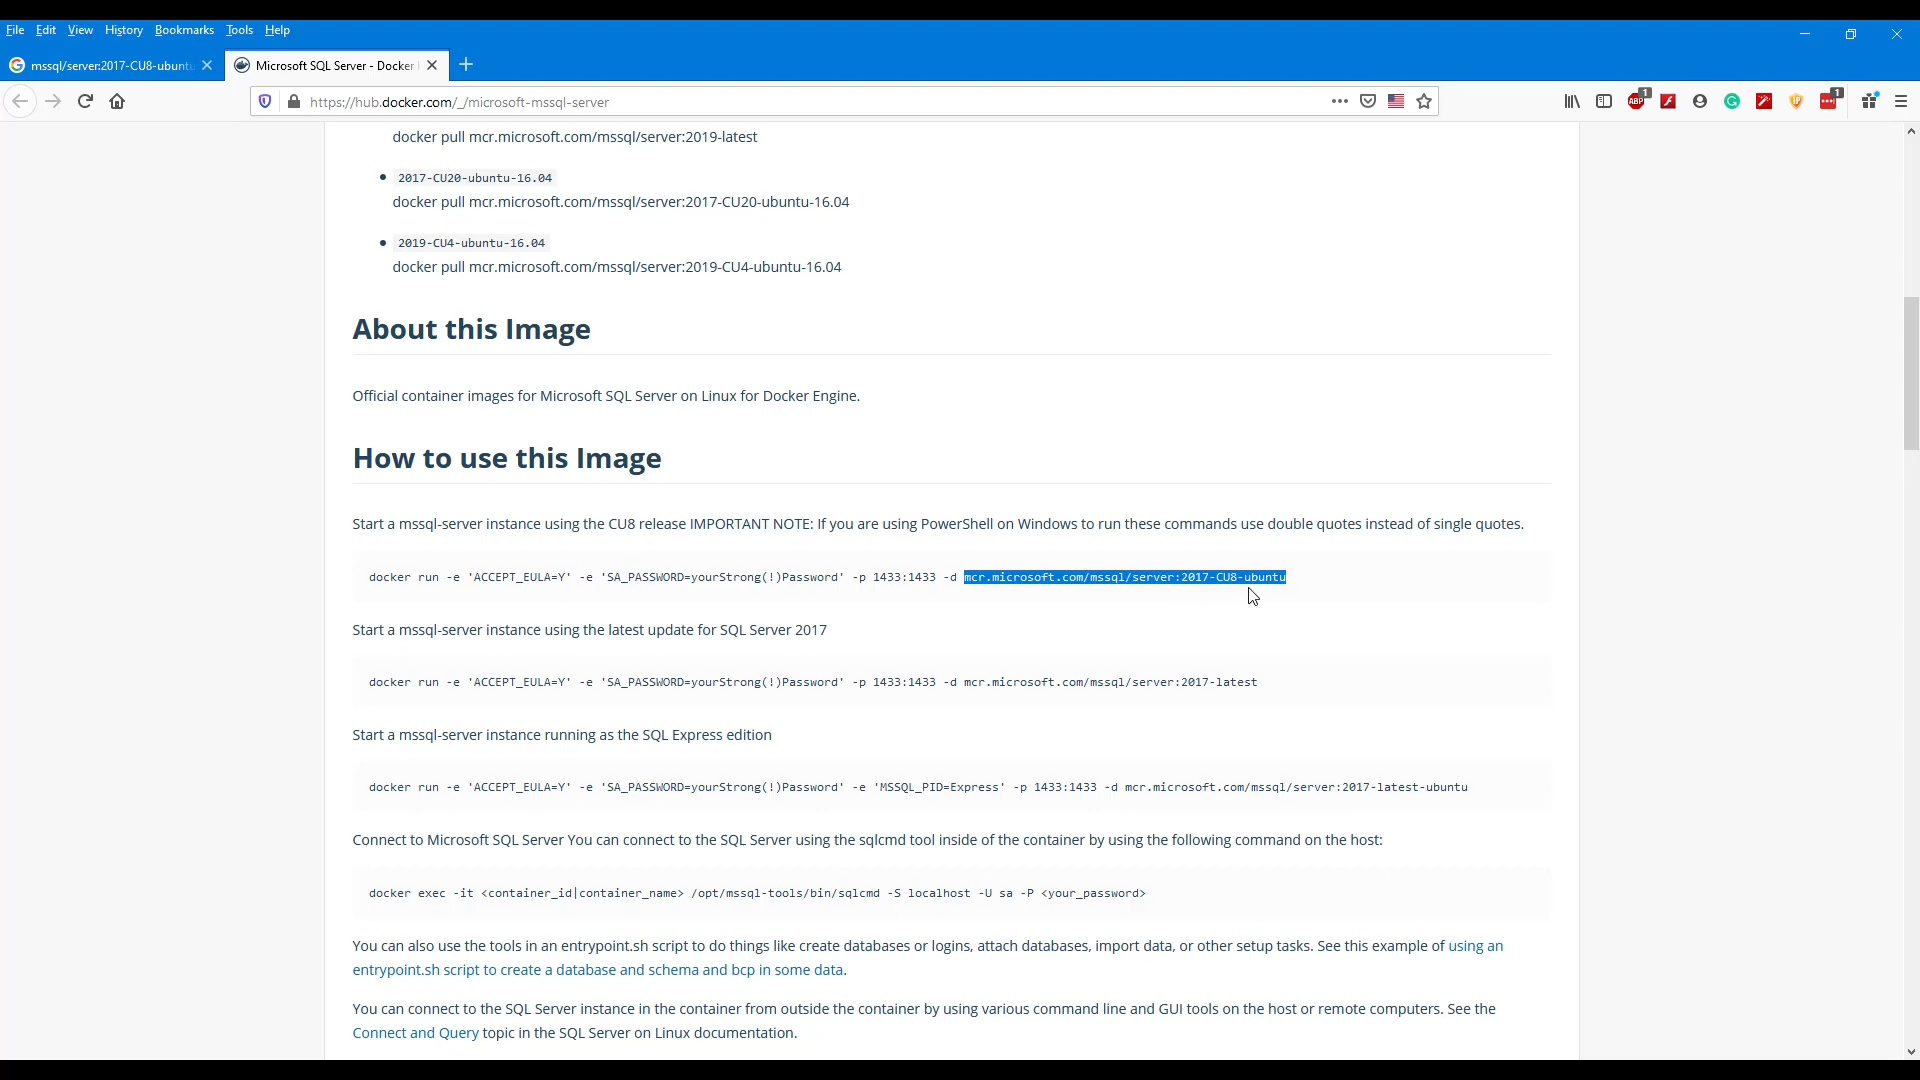 File Edit View History Bookmarks Tools Help
mssql/server:2017-CU8-ubuntu
Microsoft SQL Server - Docker
https://hub.docker.com/_/microsoft-mssql-server
ABP 1
1
docker pull mcr.microsoft.com/mssql/server:2019-latest
2017-CU20-ubuntu-16.04
docker pull mcr.microsoft.com/mssql/server:2017-CU20-ubuntu-16.04
2019-CU4-ubuntu-16.04
docker pull mcr.microsoft.com/mssql/server:2019-CU4-ubuntu-16.04
About this Image
Official container images for Microsoft SQL Server on Linux for Docker Engine.
How to use this Image
Start a mssql-server instance using the CU8 release IMPORTANT NOTE: If you are using PowerShell on Windows to run these commands use double quotes instead of single quotes.
docker run -e 'ACCEPT_EULA=Y' -e 'SA_PASSWORD=yourStrong(!)Password' -p 1433:1433 -d mcr.microsoft.com/mssql/server:2017-CU8-ubuntu
Start a mssql-server instance using the latest update for SQL Server 2017
docker run -e 'ACCEPT_EULA=Y' -e 'SA_PASSWORD=yourStrong(!)Password' -p 1433:1433 -d mcr.microsoft.com/mssql/server:2017-latest
Start a mssql-server instance running as the SQL Express edition
docker run -e 'ACCEPT_EULA=Y' -e 'SA_PASSWORD=yourStrong(!)Password' -e 'MSSQL_PID=Express' -p 1433:1433 -d mcr.microsoft.com/mssql/server:2017-latest-ubuntu
Connect to Microsoft SQL Server You can connect to the SQL Server using the sqlcmd tool inside of the container by using the following command on the host:
docker exec -it <container_id|container_name> /opt/mssql-tools/bin/sqlcmd -S localhost -U sa -P <your_password>
You can also use the tools in an entrypoint.sh script to do things like create databases or logins, attach databases, import data, or other setup tasks. See this example of using an
entrypoint.sh script to create a database and schema and bcp in some data.
You can connect to the SQL Server instance in the container from outside the container by using various command line and GUI tools on the host or remote computers. See the
Connect and Query topic in the SQL Server on Linux documentation.